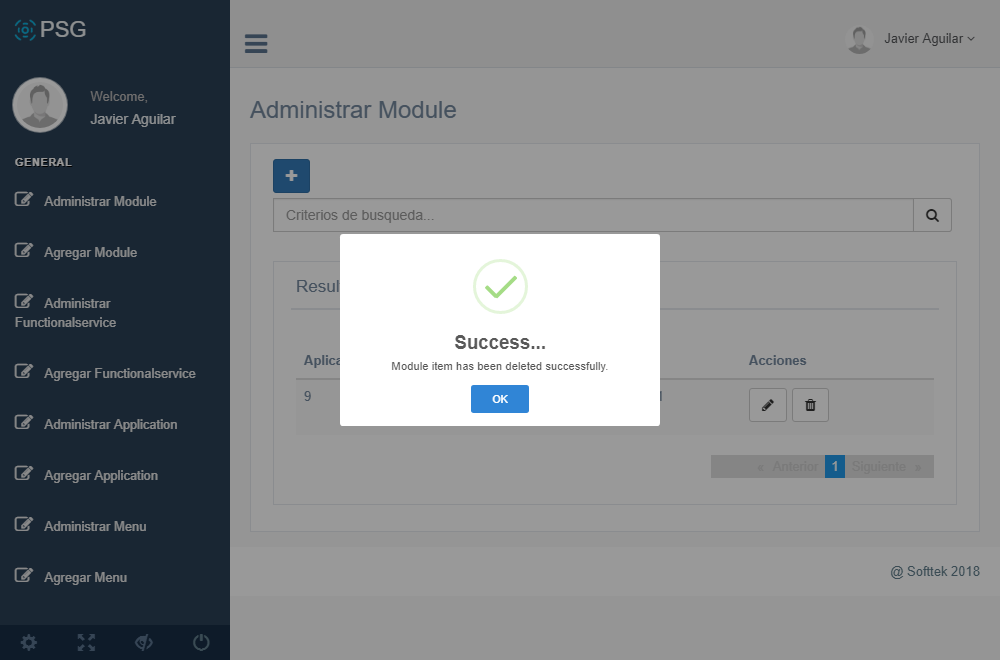 PSG
Javier Aguilar
Welcome,
Javier Aguilar
GENERAL
Administrar Module
Agregar Module
Administrar
Functionalservice
Agregar Functionalservice
Administrar Application
Agregar Application
Administrar Menu
Agregar Menu
Administrar Module
Criterios de busqueda...
Success...
Module item has been deleted successfully.
OK
Acciones
9
« Anterior 1 Siguiente »
@ Softtek 2018